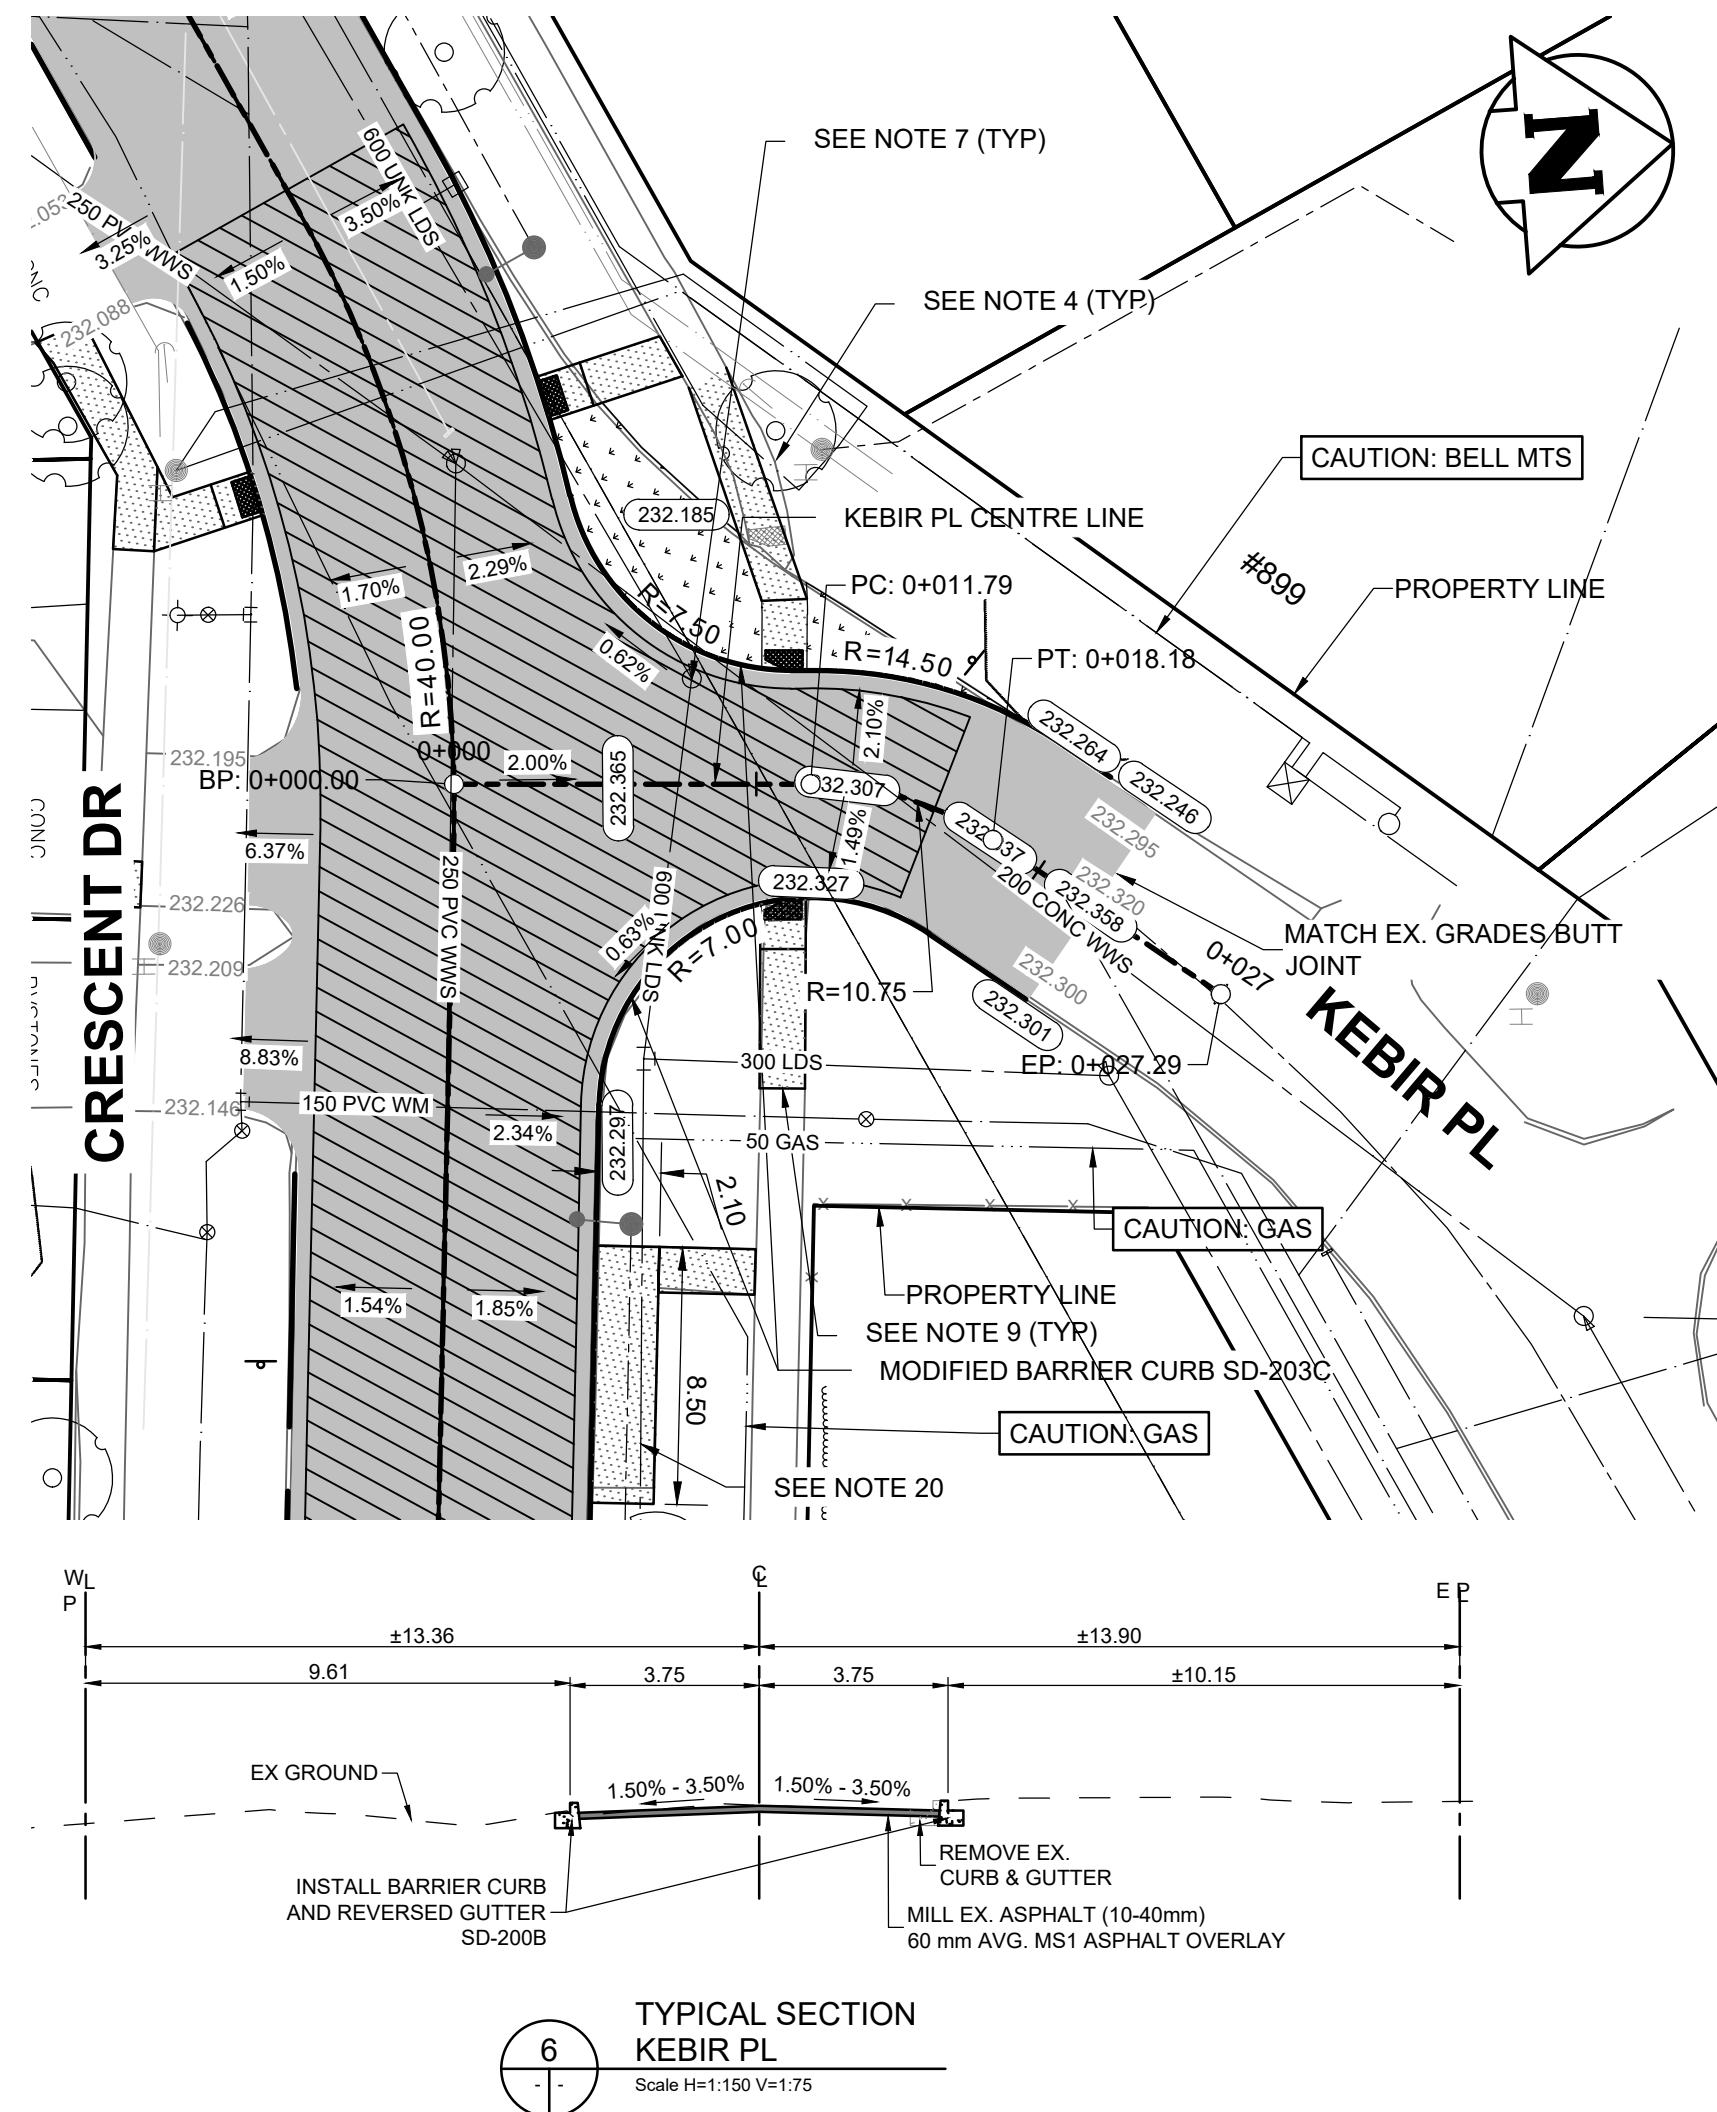 SEE NOTE 7 (TYP)
N
600 UNK LDS
3.50%
250 PV
WWS
3.25%
1.50%
232.088
SEE NOTE 4 (TYP)
CAUTION: BELL MTS
232.185
KEBIR PL CENTRE LINE
#899
PROPERTY LINE
PC: 0+011.79
2.29%
1.70%
R=7.50
R=40.00
0.62%
R=14.50
PT: 0+018.18
2.10%
232.264
232.246
232.195
0+000
BP: 0+000.00
2.00%
232.365
232.295
CONC
CRESCENT DR
6.37%
1.49%
232.327
232.320
232.358
200 CONC WWS
250 PVC WWS
232.226
0.63%
R=7.00
MATCH EX. GRADES BUTT
JOINT
232.209
232.300
0+027
R=10.75
232.301
KEBIR PL
8.83%
300 LDS
EP: 0+027.29
232.146
150 PVC WM
2.34%
232.297
50 GAS
2.10
CAUTION: GAS
PROPERTY LINE
1.54%
1.85%
SEE NOTE 9 (TYP)
MODIFIED BARRIER CURB SD-203C
8.50
CAUTION: GAS
SEE NOTE 20
W PL
CL
E PL
±13.36
±13.90
9.61
3.75
3.75
±10.15
EX GROUND
1.50% - 3.50%
1.50% - 3.50%
REMOVE EX.
CURB & GUTTER
INSTALL BARRIER CURB
AND REVERSED GUTTER
SD-200B
MILL EX. ASPHALT (10-40mm)
60 mm AVG. MS1 ASPHALT OVERLAY
6
- -
TYPICAL SECTION
KEBIR PL
Scale H=1:150 V=1:75